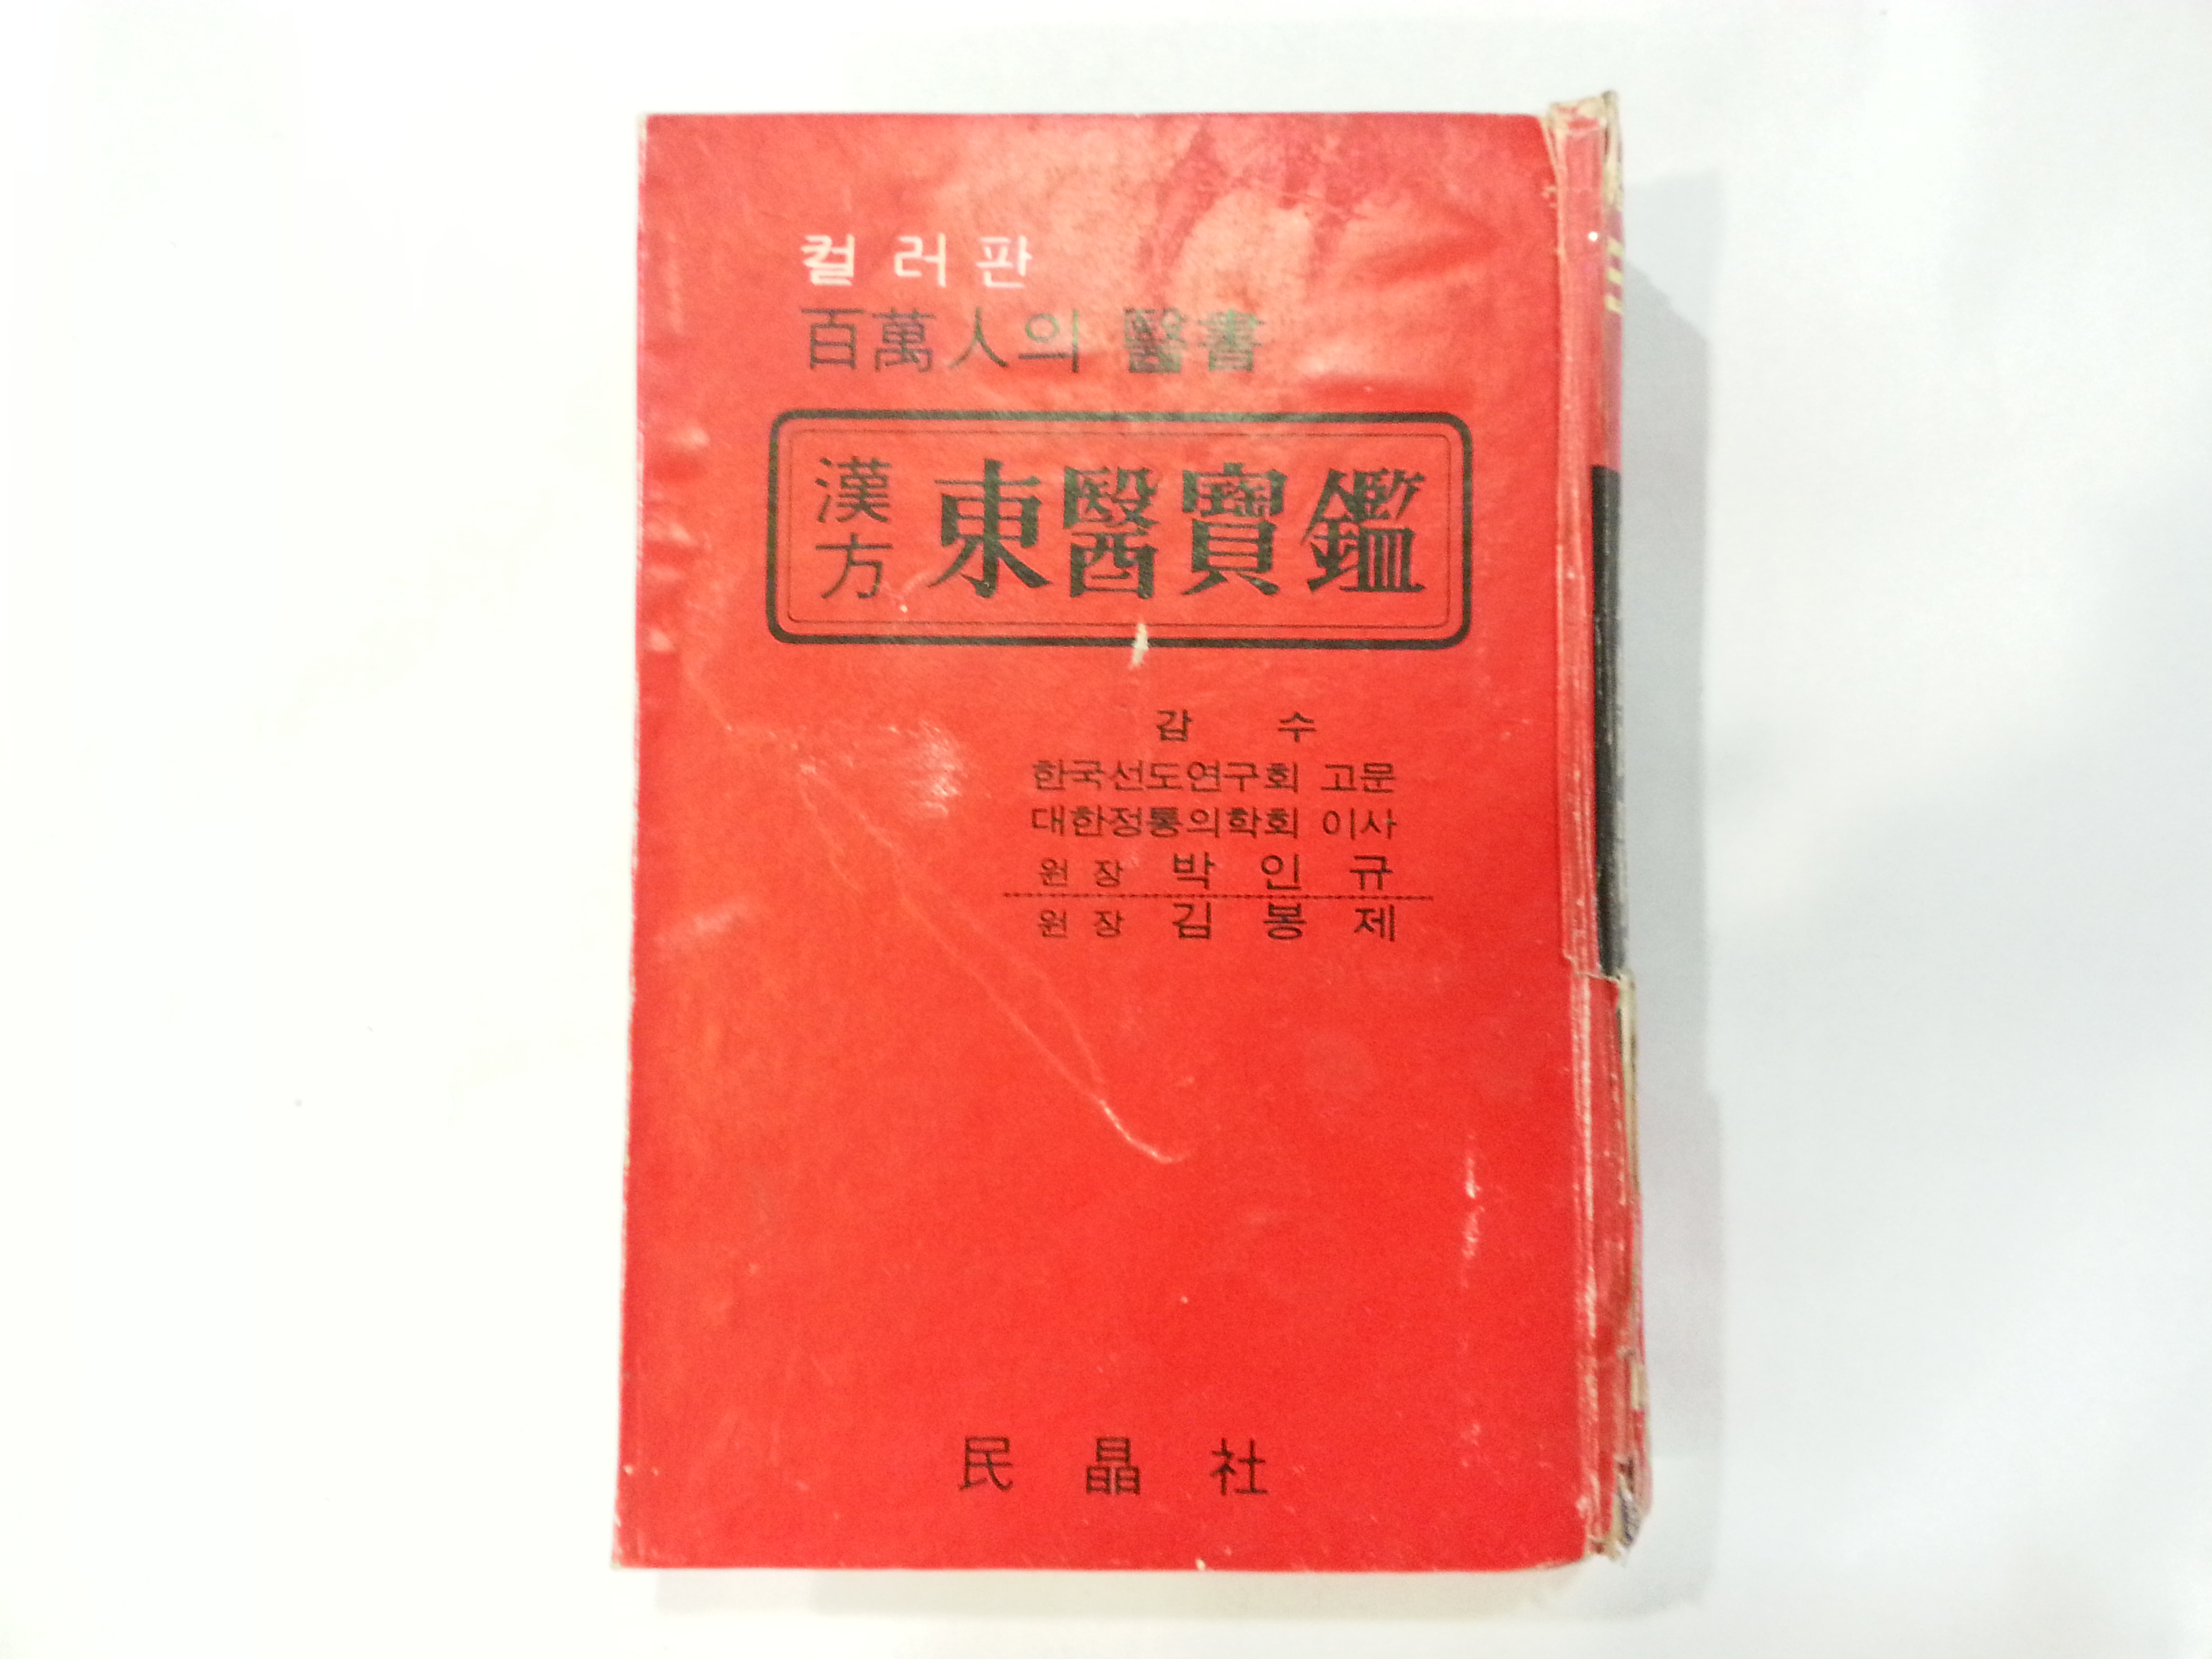 컬러판
百萬人의 醫書
漢方 東醫寶鑑
감 수
한국선도연구회 고문
대한정통의학회 이사
원장 박인규
원장 김봉제
民晶社